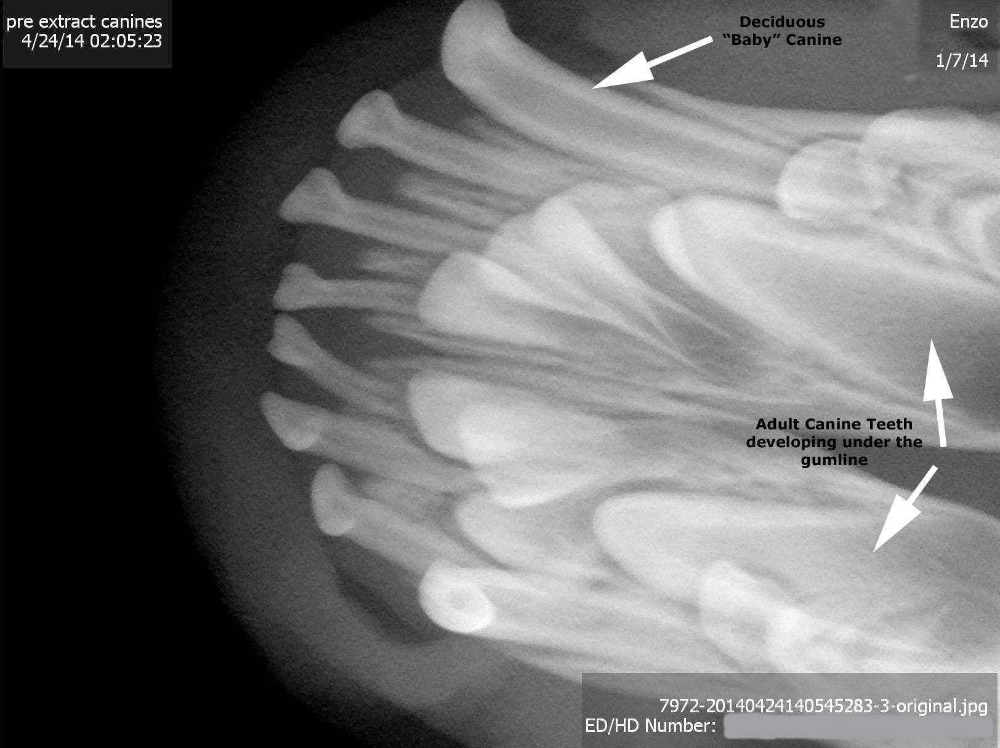 pre extract canines
4/24/14 02:05:23
Deciduous
“Baby” Canine
Enzo
1/7/14
Adult Canine Teeth
developing under the
gumline
7972-20140424140545283-3-original.jpg
ED/HD Number: